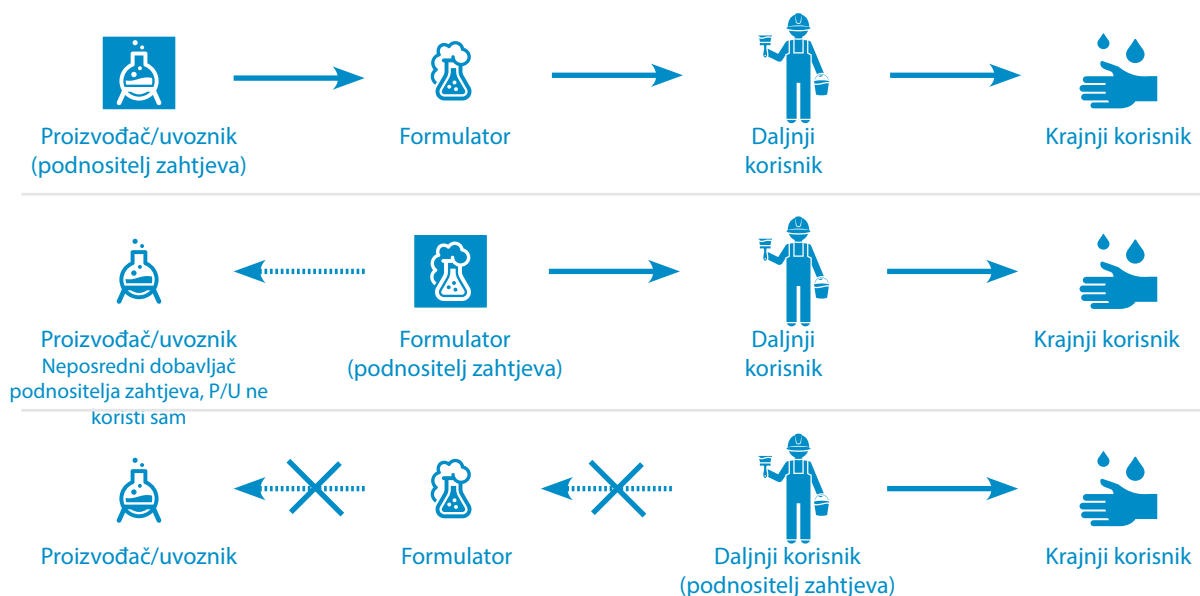 Proizvođač/uvoznik
(podnositelj zahtjeva)
Formulator
Daljnji
korisnik
Krajnji korisnik
Proizvođač/uvoznik
Neposredni dobavljač
podnositelja zahtjeva, P/U ne
koristi sam
Formulator
(podnositelj zahtjeva)
Daljnji
korisnik
Krajnji korisnik
Proizvođač/uvoznik
Formulator
Daljnji korisnik
(podnositelj zahtjeva)
Krajnji korisnik